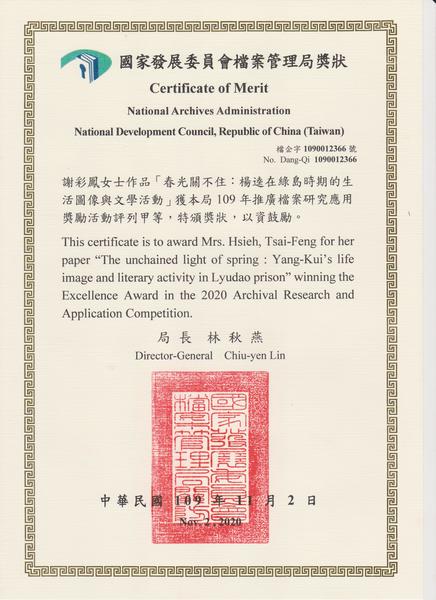 國家發展委員會檔案管理局獎狀
Certificate of Merit
National Archives Administration
National Development Council, Republic of China (Taiwan)
檔企字 1090012366 號
No. Dang-Qi 1090012366
謝彩鳳女士作品「春光關不住：楊逵在綠島時期的生
活圖像與文學活動」獲本局 109 年推廣檔案研究應用
獎勵活動評列甲等，特頒獎狀，以資鼓勵。
This certificate is to award Mrs. Hsieh, Tsai-Feng for her
paper “The unchained light of spring : Yang-Kui’s life
image and literary activity in Lyudao prison” winning the
Excellence Award in the 2020 Archival Research and
Application Competition.
局長 林秋燕
Director-General Chiu-yen Lin
中華民國 109 年 11 月 2 日
Nov. 2, 2020